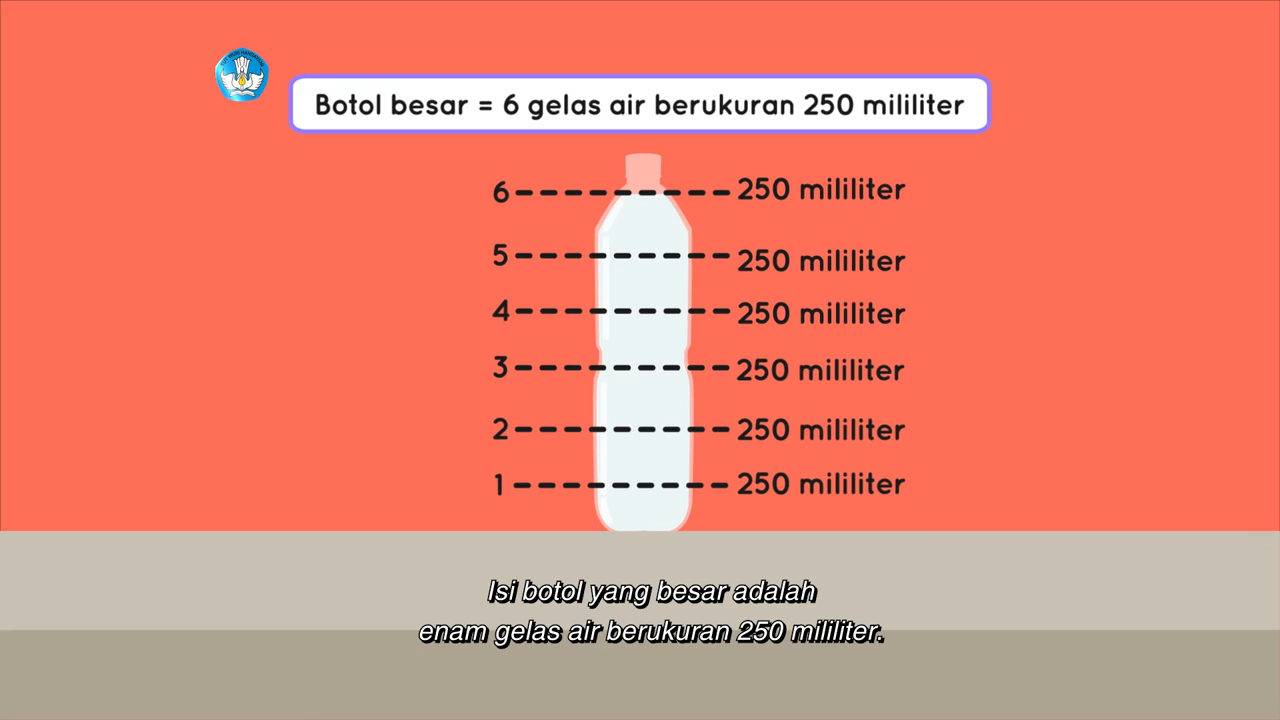 Botol besar = 6 gelas air berukuran 250 mililiter
6 250 mililiter
5 250 mililiter
4 250 mililiter
3 250 mililiter
2 250 mililiter
1 250 mililiter
Isi botol yang besar adalah
enam gelas air berukuran 250 mililiter.